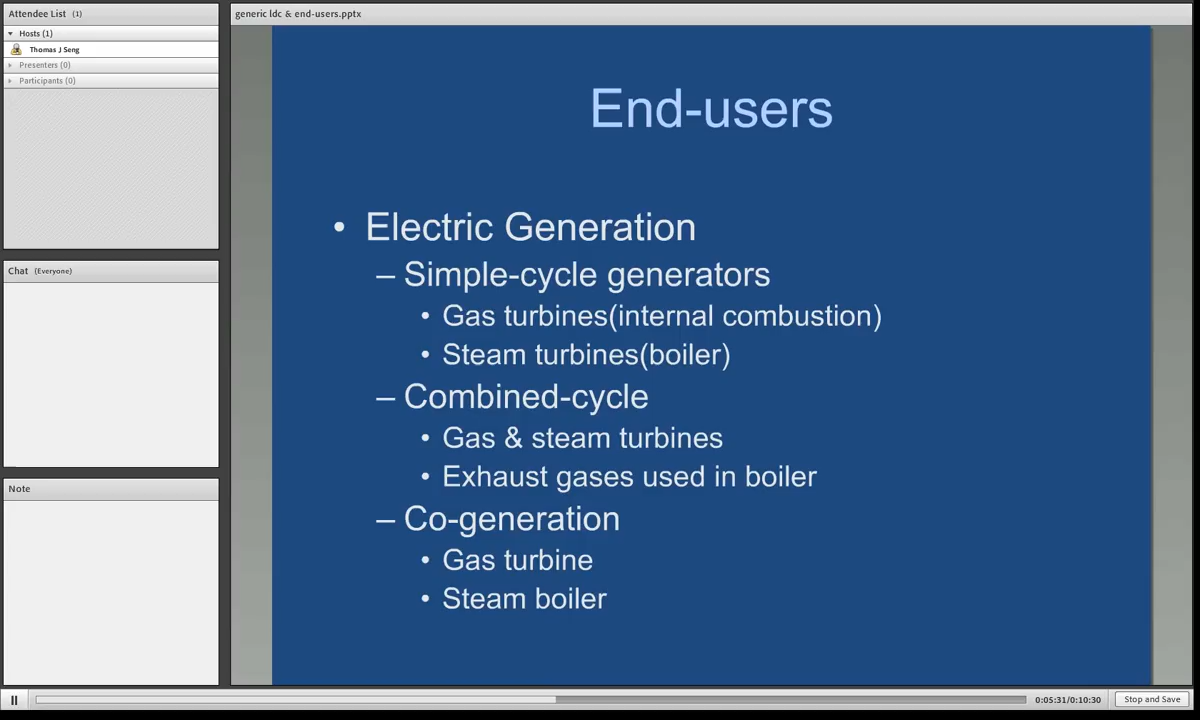 Attendee List (1)
Hosts (1)
Thomas J Seng
Presenters (0)
Participants (0)
Chat (Everyone)
Note
generic ldc & end-users.pptx
End-users
• Electric Generation
– Simple-cycle generators
• Gas turbines(internal combustion)
• Steam turbines(boiler)
– Combined-cycle
• Gas & steam turbines
• Exhaust gases used in boiler
– Co-generation
• Gas turbine
• Steam boiler
0:05:31/0:10:30
Stop and Save